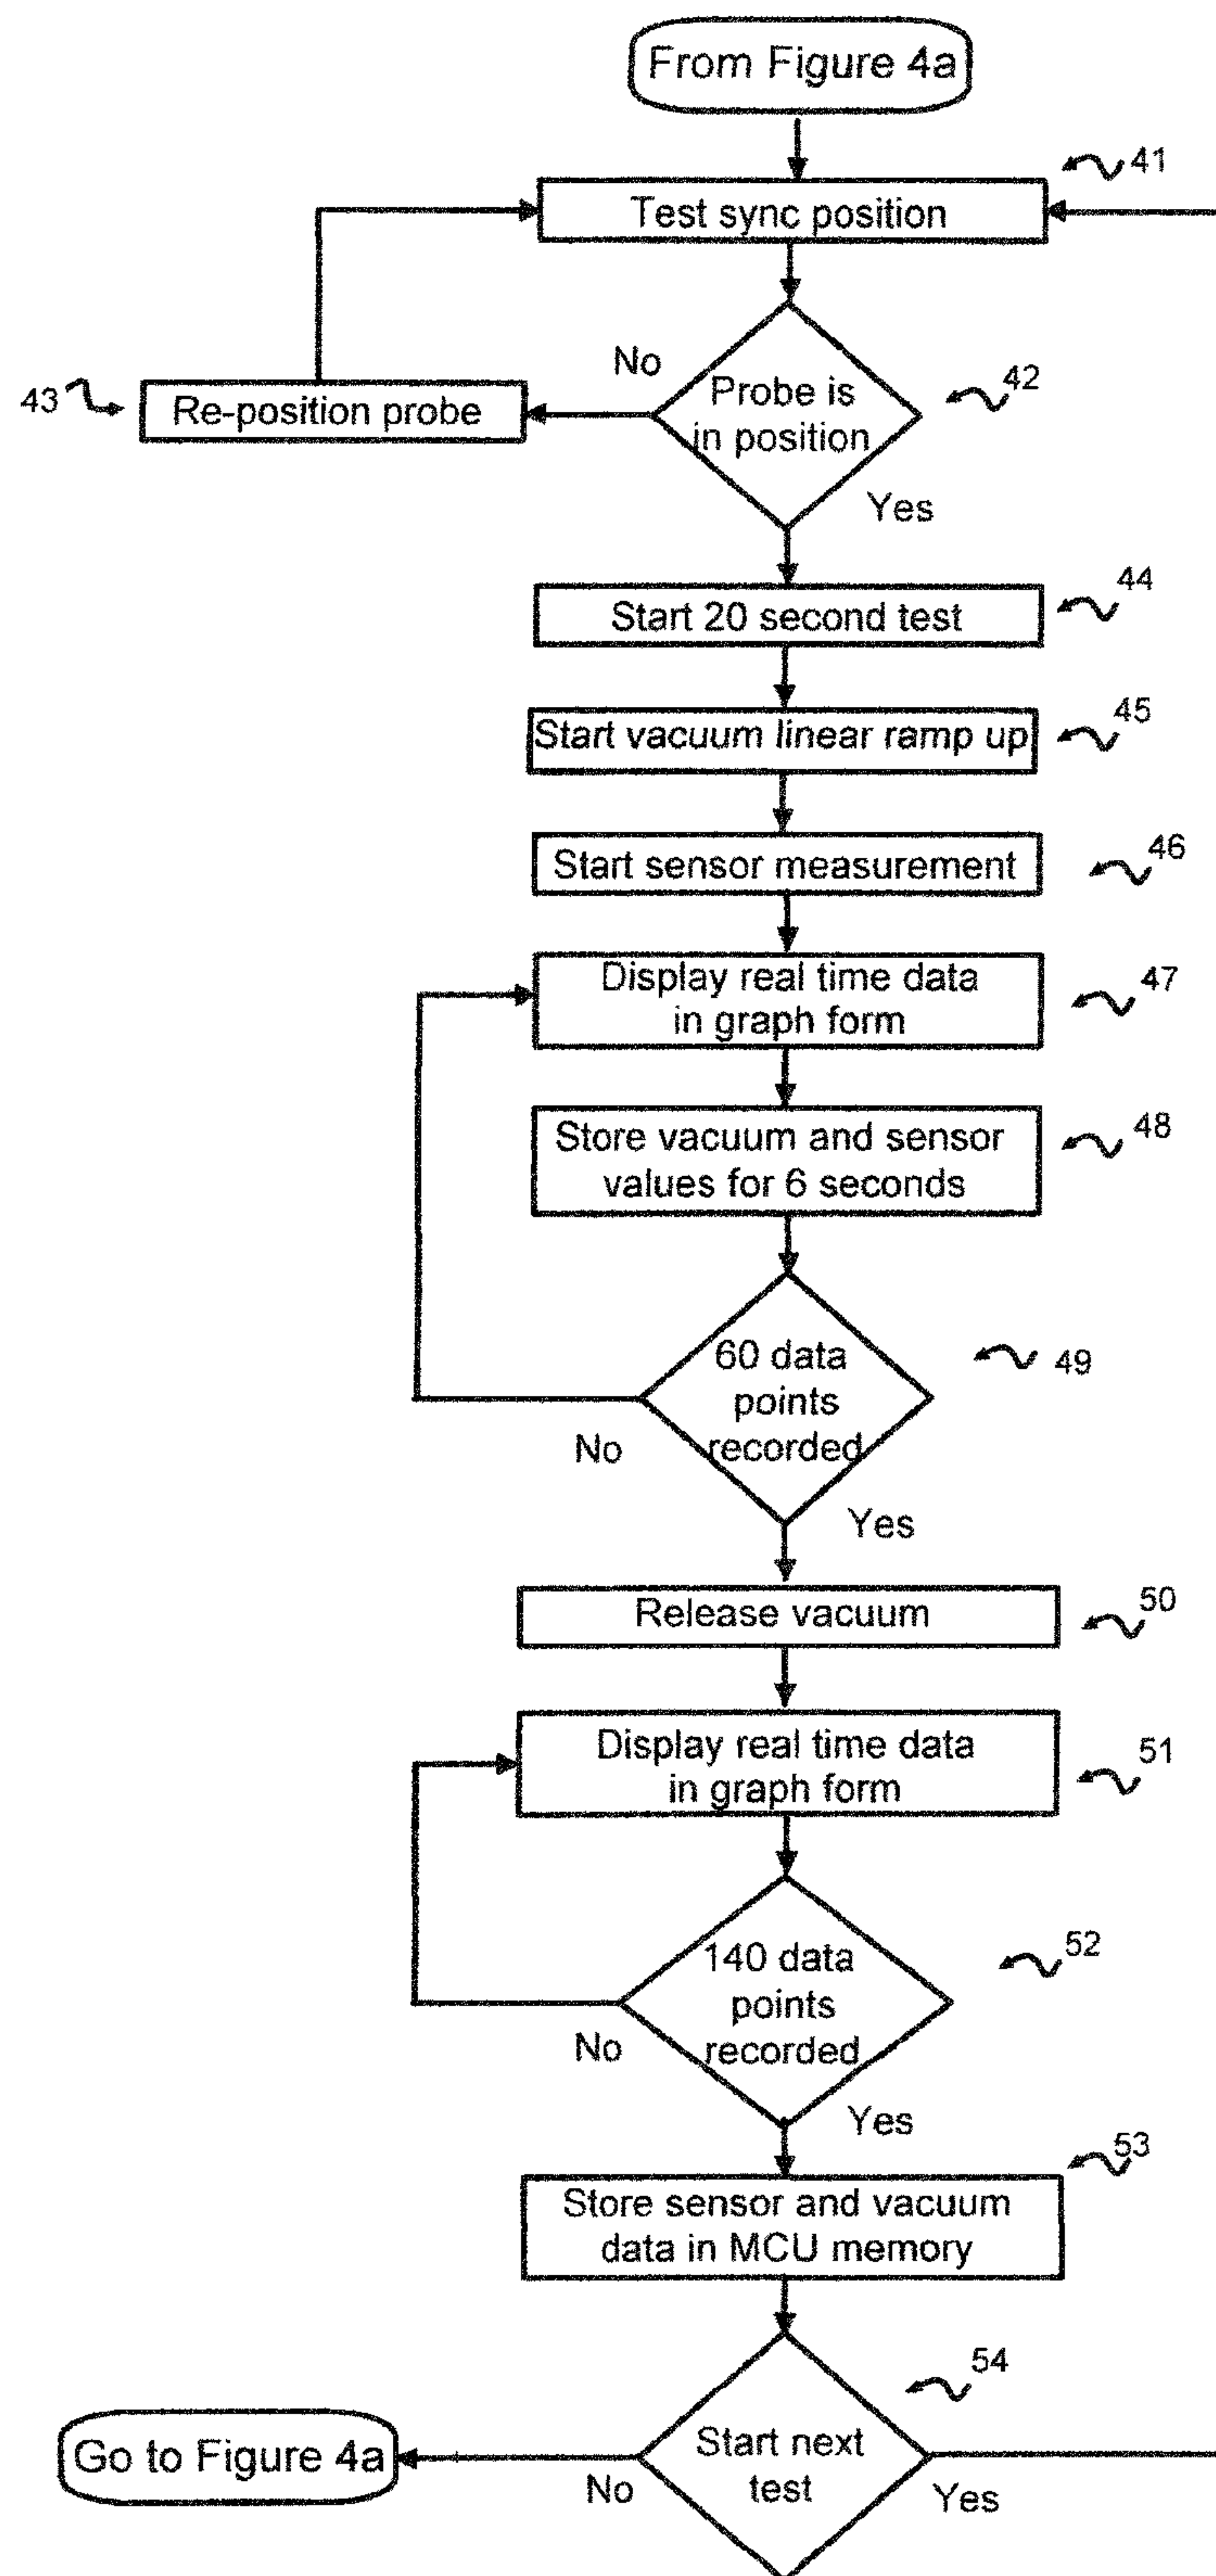 From Figure 4a
41
Test sync position
No
Probe is
in position
42
43
Re-position probe
Yes
44
Start 20 second test
45
Start vacuum linear ramp up
46
Start sensor measurement
Display real time data
in graph form
47
Store vacuum and sensor
values for 6 seconds
48
60 data
points
recorded
49
No
Yes
50
Release vacuum
Display real time data
in graph form
51
52
140 data
points
recorded
No
Yes
53
Store sensor and vacuum
data in MCU memory
54
Start next
test
Go to Figure 4a
No
Yes